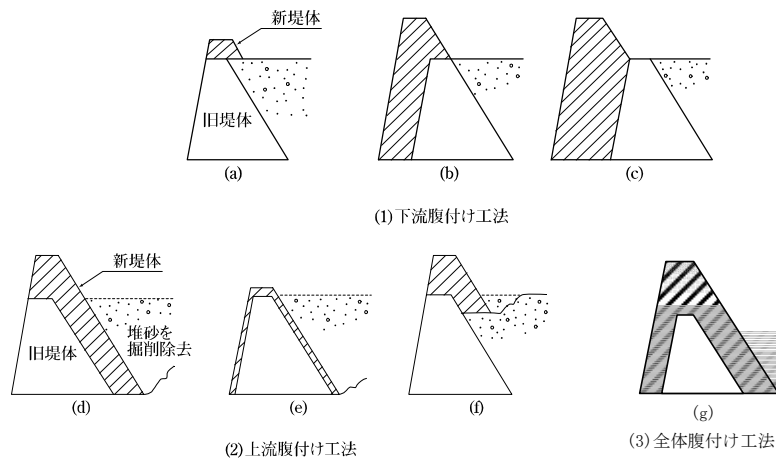 新堤体
旧堤体
(a)
(b)
(c)
(1)下流腹付け工法
新堤体
旧堤体
堆砂を
掘削除去
(d)
(e)
(f)
(g)
(2)上流腹付け工法
(3)全体腹付け工法